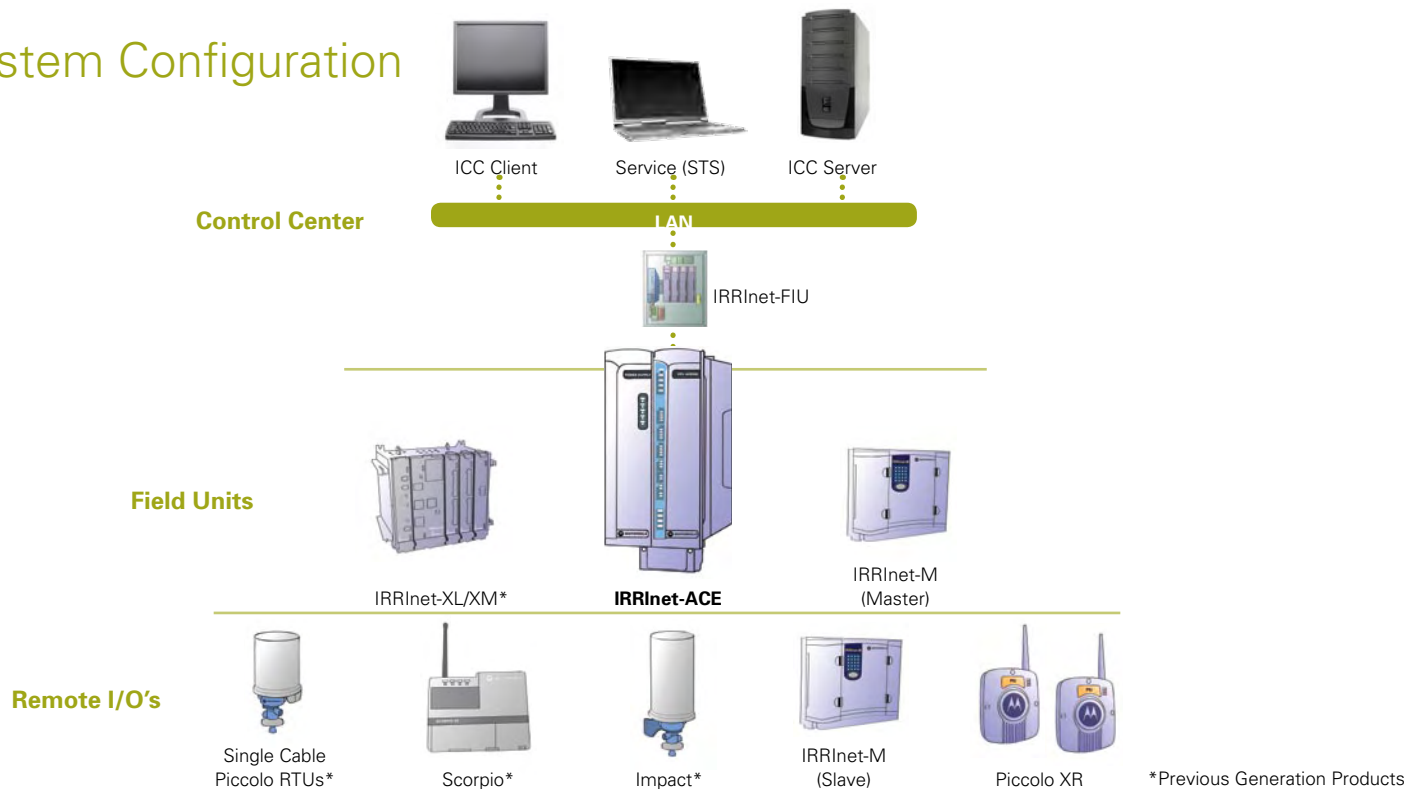 stem Configuration
ICC Client
Service (STS)
ICC Server
Control Center
LAN
IRRInet-FIU
Field Units
IRRInet-XL/XM*
IRRInet-ACE
IRRInet-M
(Master)
Remote I/O's
Single Cable
Piccolo RTUs*
Scorpio*
Impact*
IRRInet-M
(Slave)
Piccolo XR
*Previous Generation Products